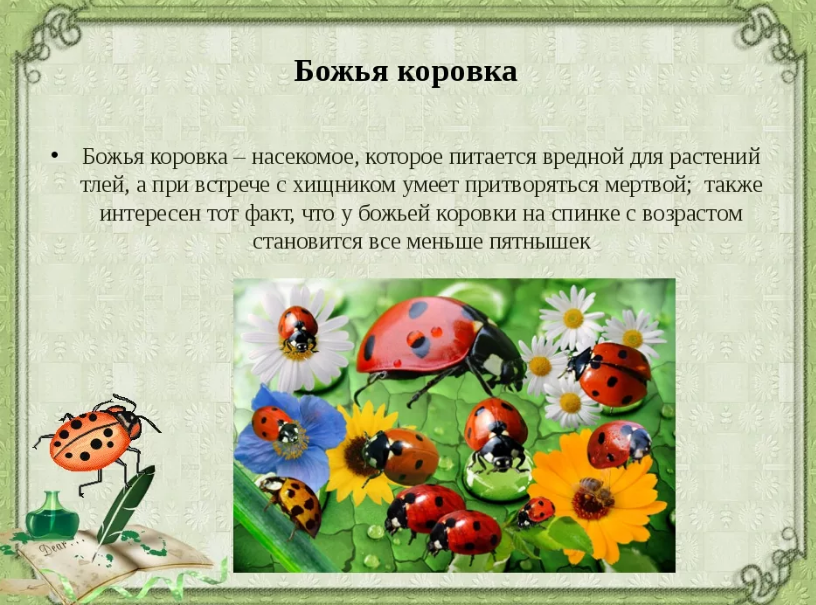 Божья коровка
• Божья коровка – насекомое, которое питается вредной для растений
тлей, а при встрече с хищником умеет притворяться мертвой;  также
интересен тот факт, что у божьей коровки на спинке с возрастом
становится все меньше пятнышек
Dear...